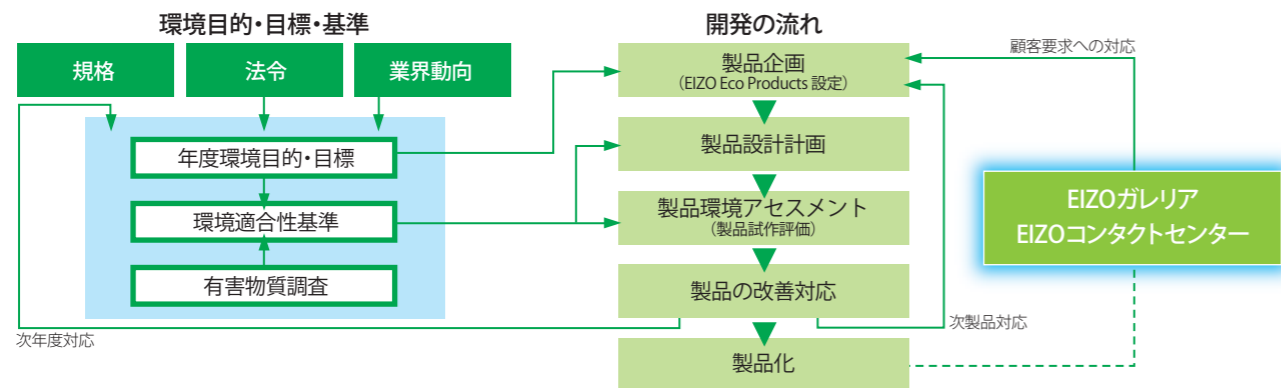 環境目的・目標・基準
規格
法令
業界動向
年度環境目的・目標
環境適合性基準
有害物質調査
次年度対応
開発の流れ
製品企画
(EIZO Eco Products 設定)
製品設計計画
製品環境アセスメント
(製品試作評価)
製品の改善対応
製品化
顧客要求への対応
次製品対応
EIZOガレリア
EIZOコンタクトセンター